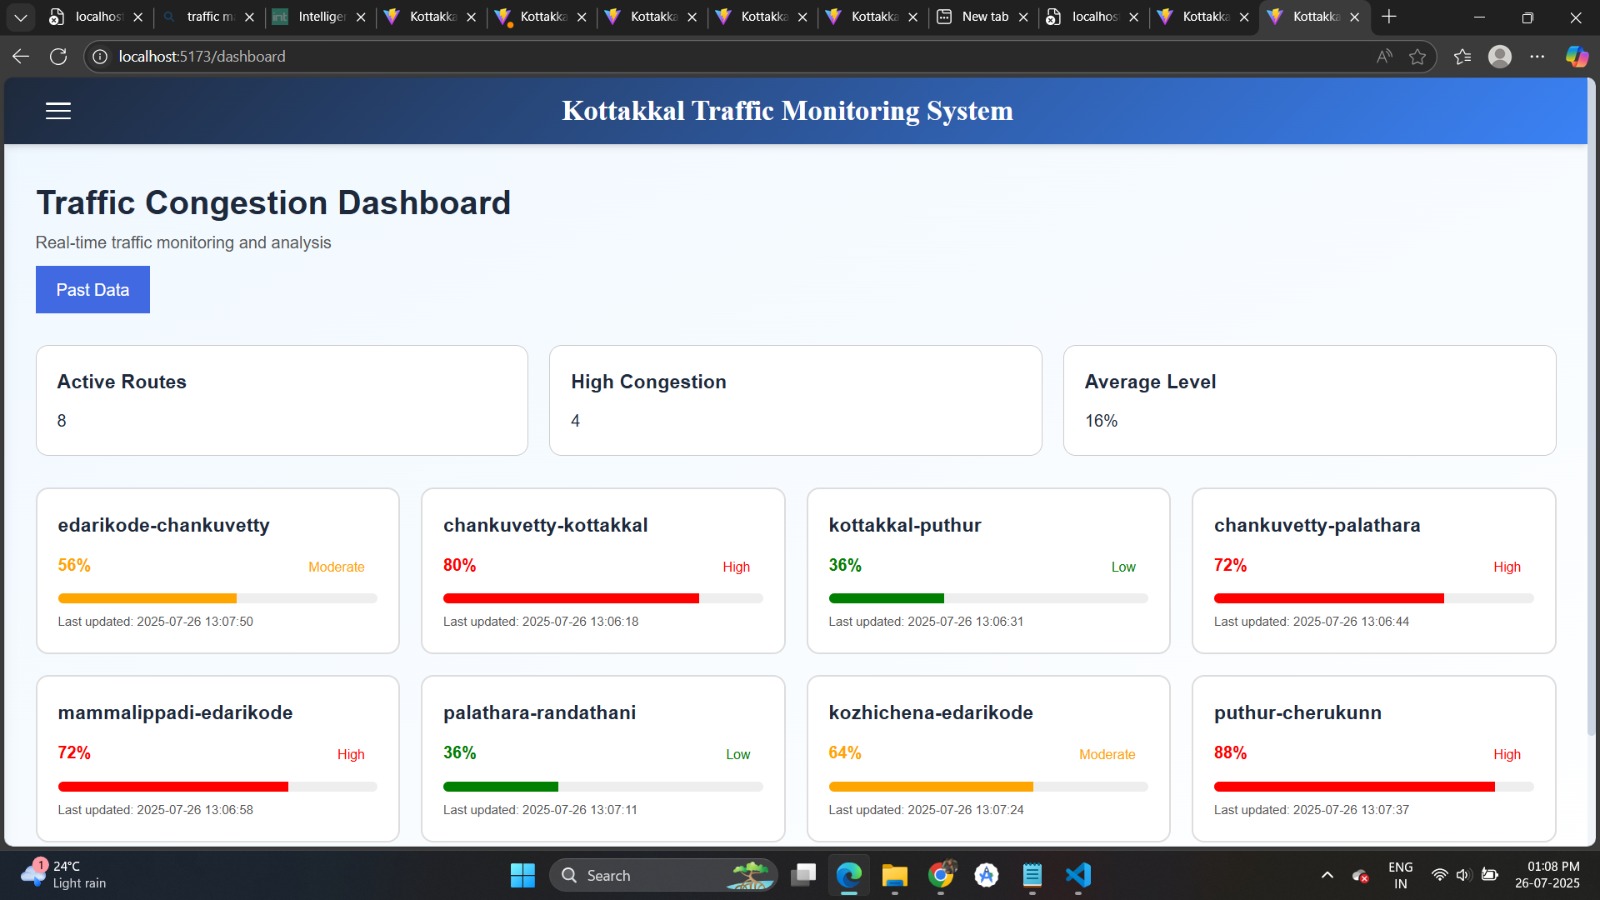 localhos
traffic m
Intelliger
Kottakka
Kottakka
Kottakka
Kottakka
Kottakka
New tab
localhos
Kottakka
Kottakka
localhost:5173/dashboard
Kottakkal Traffic Monitoring System
Traffic Congestion Dashboard
Real-time traffic monitoring and analysis
Past Data
Active Routes
8
High Congestion
4
Average Level
16%
edarikode-chankuvetty
56% Moderate
Last updated: 2025-07-26 13:07:50
chankuvetty-kottakkal
80% High
Last updated: 2025-07-26 13:06:18
kottakkal-puthur
36% Low
Last updated: 2025-07-26 13:06:31
chankuvetty-palathara
72% High
Last updated: 2025-07-26 13:06:44
mammalippadi-edarikode
72% High
Last updated: 2025-07-26 13:06:58
palathara-randathani
36% Low
Last updated: 2025-07-26 13:07:11
kozhichena-edarikode
64% Moderate
Last updated: 2025-07-26 13:07:24
puthur-cherukunn
88% High
Last updated: 2025-07-26 13:07:37
1
24°C
Light rain
Search
ENG
IN
01:08 PM
26-07-2025